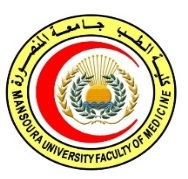 كلية الطب جامعة المنصورة
MANSOURA UNIVERSITY FACULTY OF MEDICINE